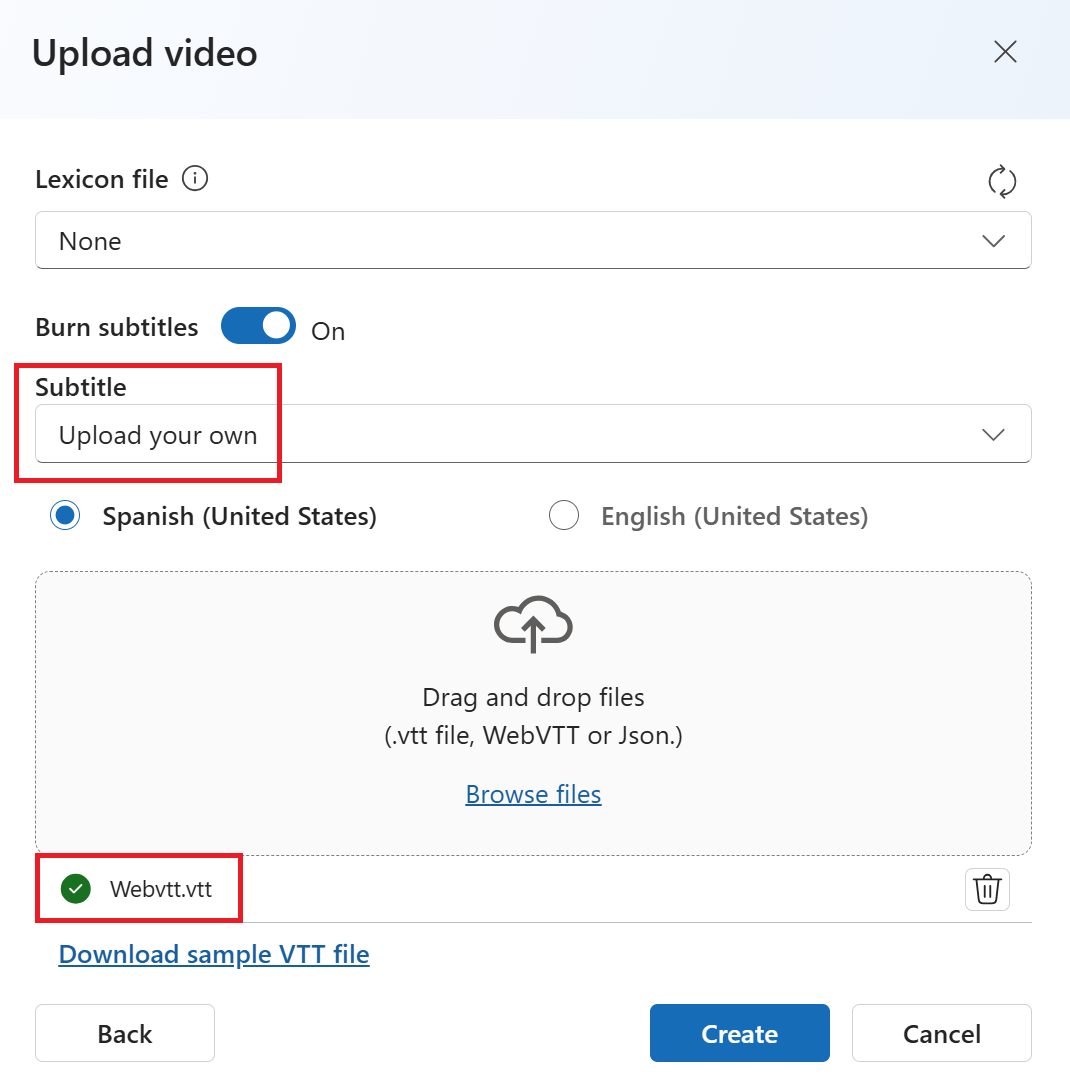 Upload video
Lexicon file
None
Burn subtitles On
Subtitle
Upload your own
Spanish (United States) English (United States)
Drag and drop files
(.vtt file, WebVTT or Json.)
Browse files
Webvtt.vtt
Download sample VTT file
Back Create Cancel